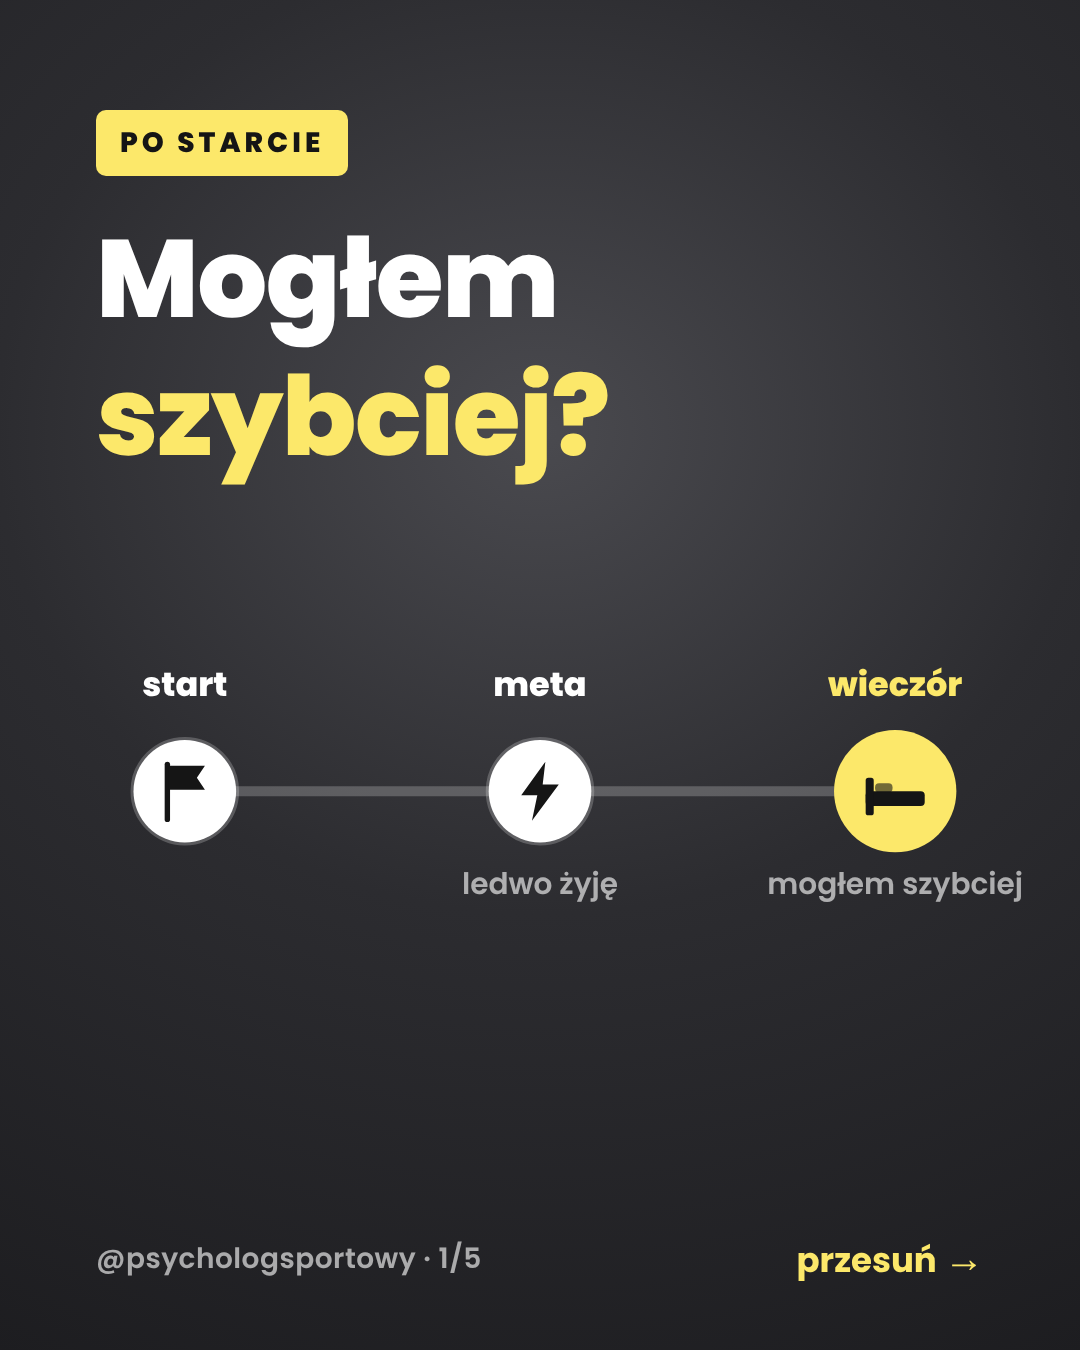 PO STARCIE
Mogłem
szybciej?
start
meta
wieczór
ledwo żyję
mogłem szybciej
@psychologsportowy · 1/5
przesuń →